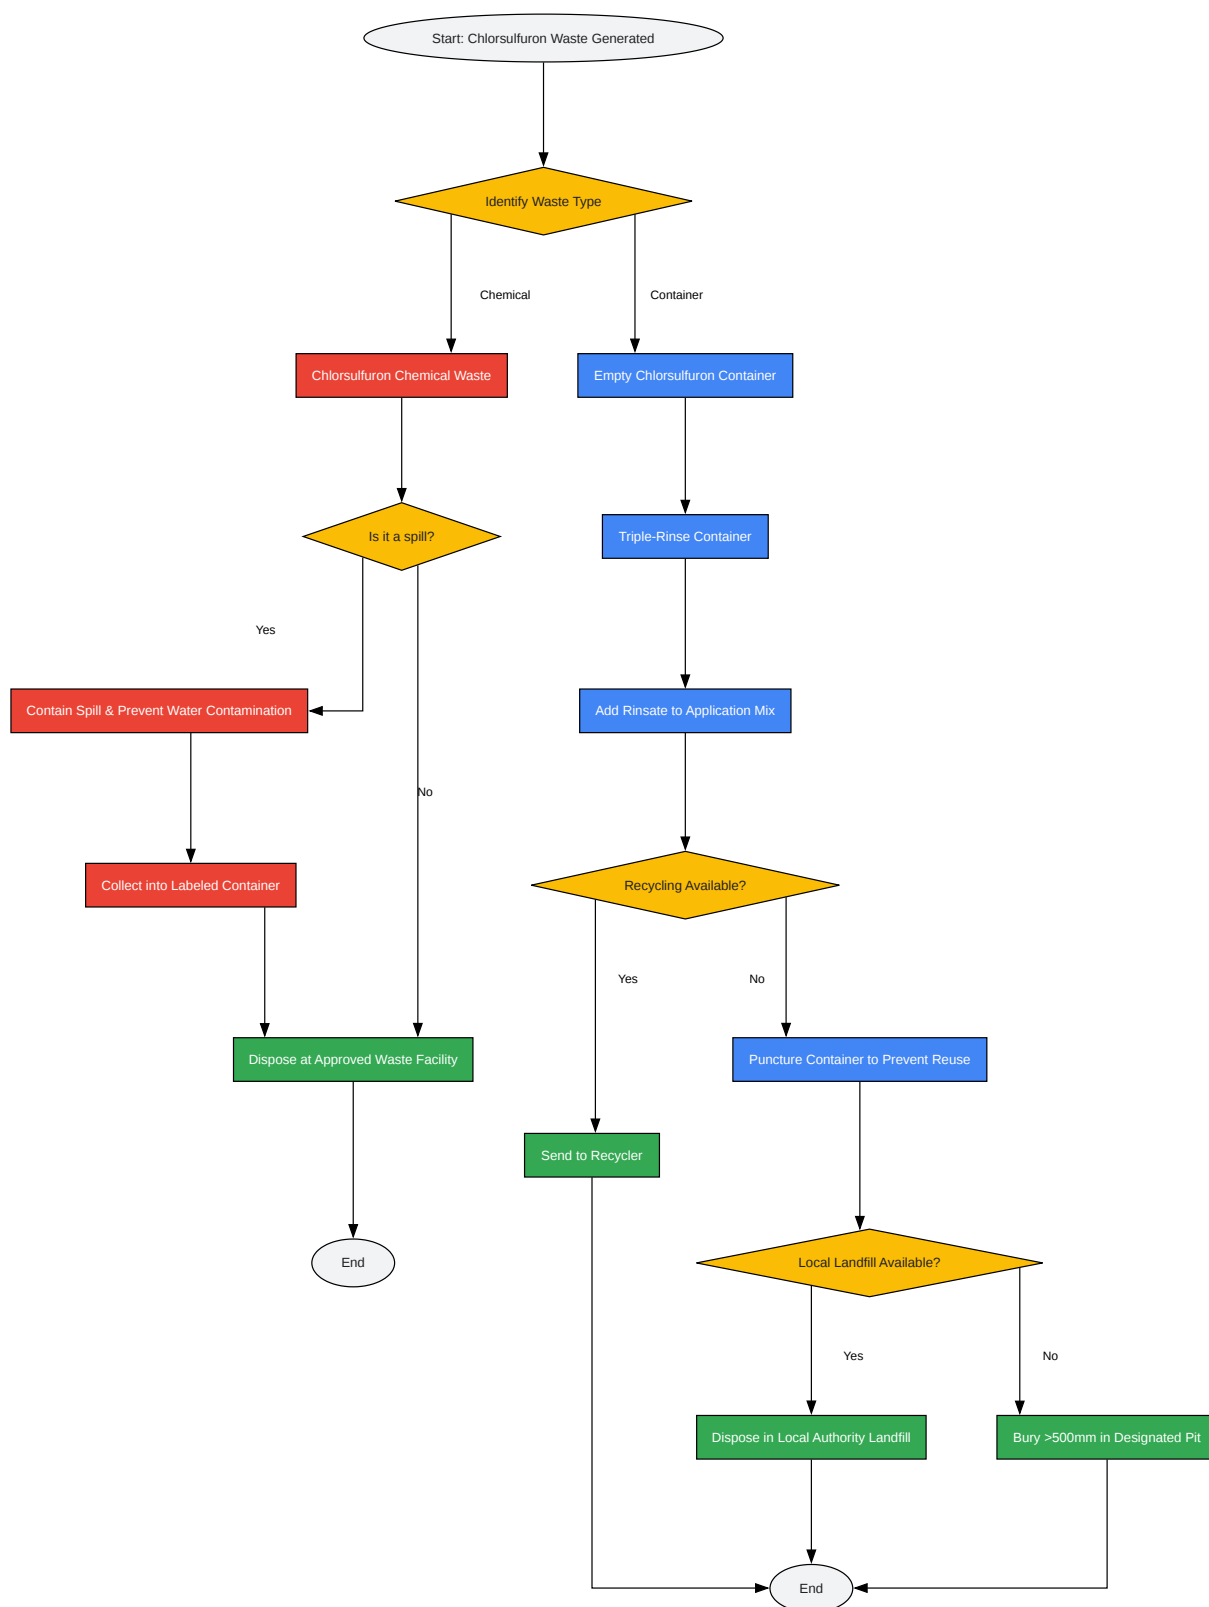 Start: Chlorsulfuron Waste Generated
Identify Waste Type
Chemical
Container
Chlorsulfuron Chemical Waste
Empty Chlorsulfuron Container
Is it a spill?
Triple-Rinse Container
Yes
Contain Spill & Prevent Water Contamination
Add Rinsate to Application Mix
No
Collect into Labeled Container
Recycling Available?
Yes
No
Dispose at Approved Waste Facility
Puncture Container to Prevent Reuse
Send to Recycler
End
Local Landfill Available?
Yes
No
Dispose in Local Authority Landfill
Bury >500mm in Designated Pit
End